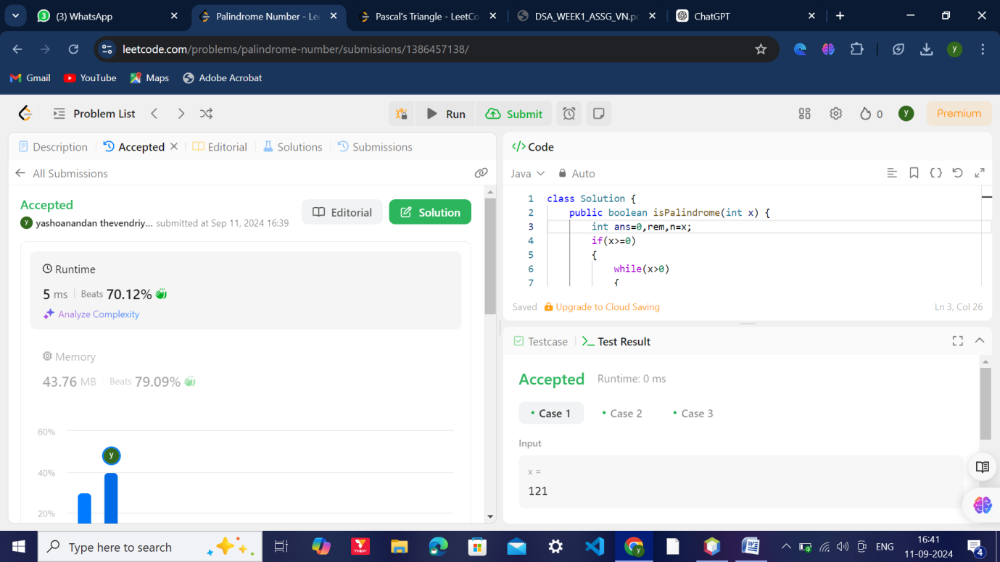 (3) WhatsApp
Palindrome Number - Le
Pascal's Triangle - LeetCo
DSA_WEEK1_ASSG_VN.p
ChatGPT
leetcode.com/problems/palindrome-number/submissions/1386457138/
y
Gmail YouTube Maps Adobe Acrobat
Problem List
Run
Submit
0
y
Premium
Description
Accepted
Editorial
Solutions
Submissions
All Submissions
Accepted
y yashoanandan thevendriy... submitted at Sep 11, 2024 16:39
Editorial
Solution
Runtime
5 ms Beats 70.12%
Analyze Complexity
Memory
43.76 MB Beats 79.09%
60%
y
40%
20%
</> Code
Java
Auto
1 class Solution {
2 public boolean isPalindrome(int x) {
3 int ans=0,rem,n=x;
4 if(x>=0)
5 {
6 while(x>0)
7 {
Saved
Upgrade to Cloud Saving
Ln 3, Col 26
Testcase
>_ Test Result
Accepted Runtime: 0 ms
• Case 1 • Case 2 • Case 3
Input
x =
121
Type here to search
ENG
16:41
11-09-2024
4